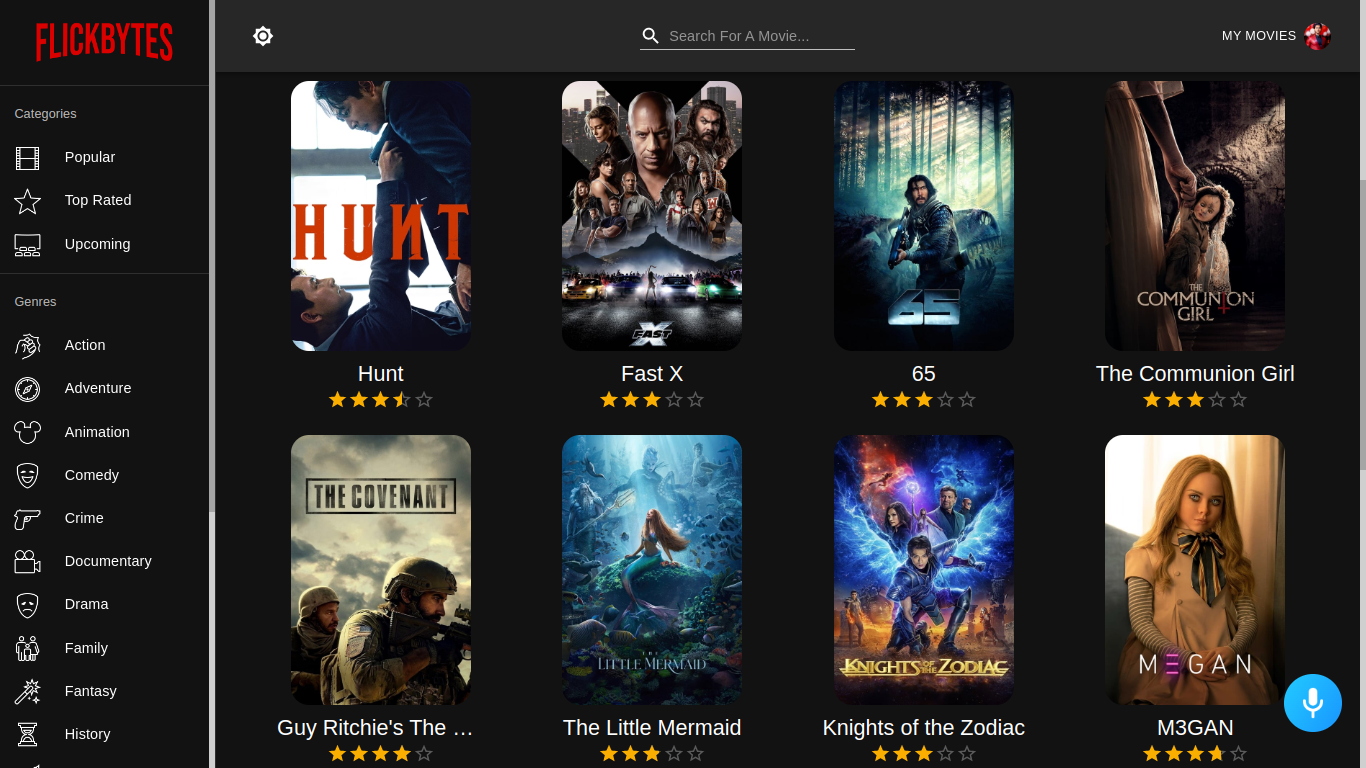 FLICKBYTES
Search For A Movie...
MY MOVIES
Categories
Popular
Top Rated
Upcoming
Genres
Action
Adventure
Animation
Comedy
Crime
Documentary
Drama
Family
Fantasy
History
HUNT
FAST X
65
THE
COMMUNION
GIRL
Hunt
Fast X
65
The Communion Girl
THE COVENANT
THE
LITTLE MERMAID
KNIGHTS OF THE ZODIAC
M3GAN
Guy Ritchie's The …
The Little Mermaid
Knights of the Zodiac
M3GAN